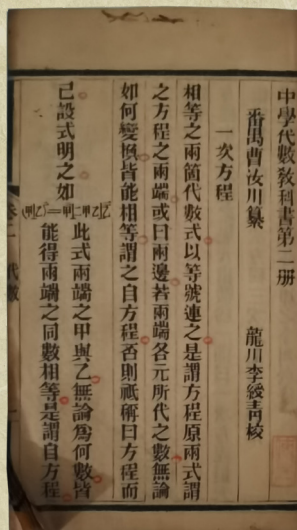 中學代數教科書第二册
番禺曹汝川纂
龍川李綬青校
一次方程
相等之兩箇代數式以等號連之是謂方程原兩式謂
之方程之兩端或曰兩邊若兩端各元所代之數無論
如何變換皆能相等謂之自方程否則祇稱曰方程而
已設式明之如
此式兩端之甲與乙無論爲何數皆
能得兩端之同數相等是謂自方程
代數